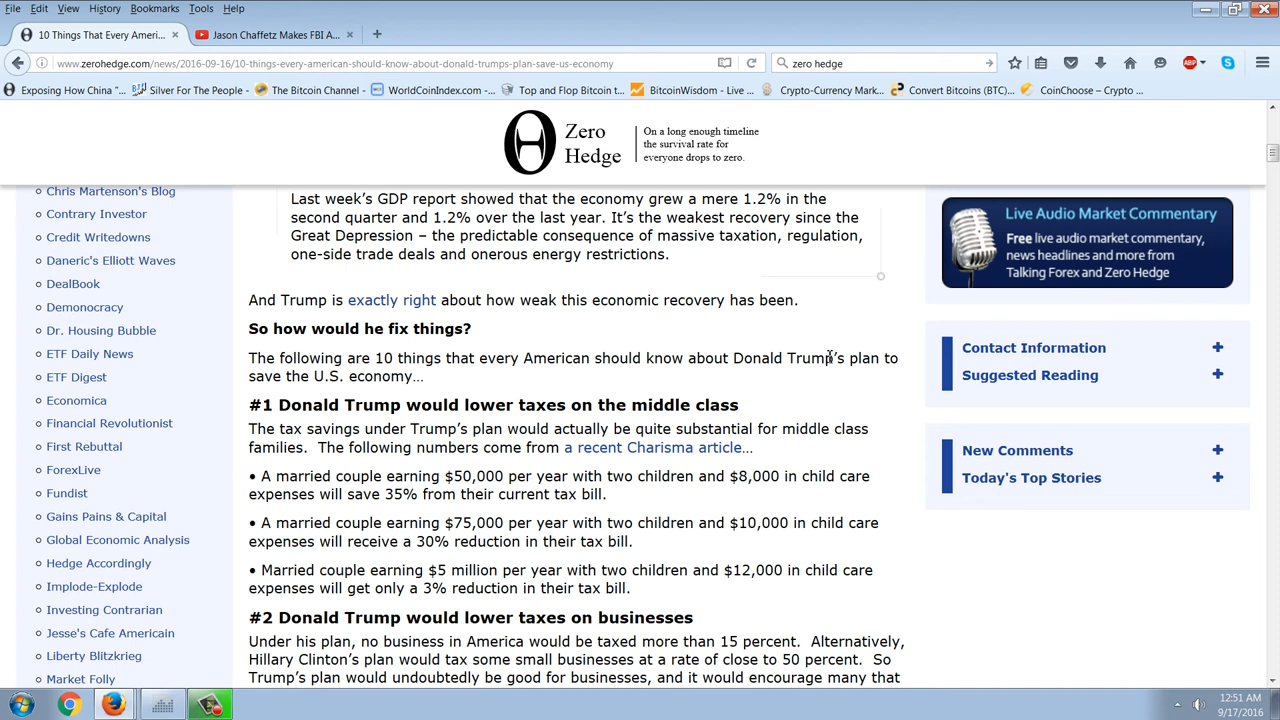 File Edit View History Bookmarks Tools Help
10 Things That Every Ameri...
Jason Chaffetz Makes FBI A...
www.zerohedge.com/news/2016-09-16/10-things-every-american-should-know-about-donald-trumps-plan-save-us-economy
zero hedge
ABP
Exposing How China "...
Silver For The People - ...
The Bitcoin Channel - ...
WorldCoinIndex.com - ...
Top and Flop Bitcoin t...
BitcoinWisdom - Live ...
Crypto-Currency Mark...
Convert Bitcoins (BTC)...
CoinChoose – Crypto ...
Zero
Hedge
On a long enough timeline
the survival rate for
everyone drops to zero.
Chris Martenson's Blog
Contrary Investor
Credit Writedowns
Daneric's Elliott Waves
DealBook
Demonocracy
Dr. Housing Bubble
ETF Daily News
ETF Digest
Economica
Financial Revolutionist
First Rebuttal
ForexLive
Fundist
Gains Pains & Capital
Global Economic Analysis
Hedge Accordingly
Implode-Explode
Investing Contrarian
Jesse's Cafe Americain
Liberty Blitzkrieg
Market Folly
Last week's GDP report showed that the economy grew a mere 1.2% in the
second quarter and 1.2% over the last year. It's the weakest recovery since the
Great Depression – the predictable consequence of massive taxation, regulation,
one-side trade deals and onerous energy restrictions.
And Trump is exactly right about how weak this economic recovery has been.
So how would he fix things?
The following are 10 things that every American should know about Donald Trump's plan to
save the U.S. economy…
#1 Donald Trump would lower taxes on the middle class
The tax savings under Trump's plan would actually be quite substantial for middle class
families. The following numbers come from a recent Charisma article…
• A married couple earning $50,000 per year with two children and $8,000 in child care
expenses will save 35% from their current tax bill.
• A married couple earning $75,000 per year with two children and $10,000 in child care
expenses will receive a 30% reduction in their tax bill.
• Married couple earning $5 million per year with two children and $12,000 in child care
expenses will get only a 3% reduction in their tax bill.
#2 Donald Trump would lower taxes on businesses
Under his plan, no business in America would be taxed more than 15 percent. Alternatively,
Hillary Clinton's plan would tax some small businesses at a rate of close to 50 percent. So
Trump's plan would undoubtedly be good for businesses, and it would encourage many that
Live Audio Market Commentary
Free live audio market commentary,
news headlines and more from
Talking Forex and Zero Hedge
Contact Information +
Suggested Reading +
New Comments +
Today's Top Stories +
12:51 AM
9/17/2016